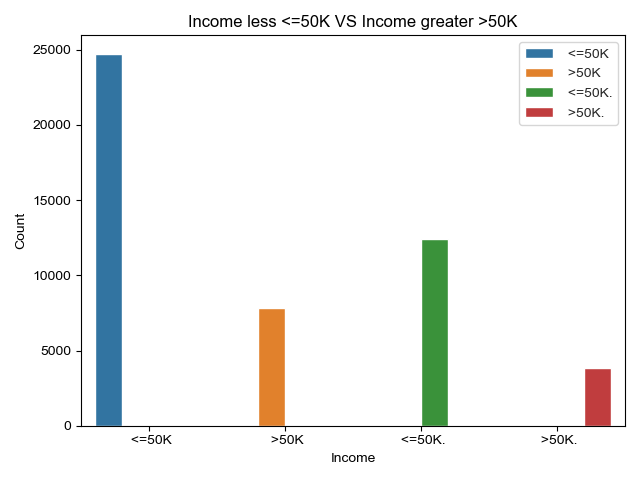 Income less <=50K VS Income greater >50K
<=50K
>50K
<=50K.
>50K.
25000
20000
15000
10000
5000
0
Count
<=50K >50K <=50K. >50K.
Income